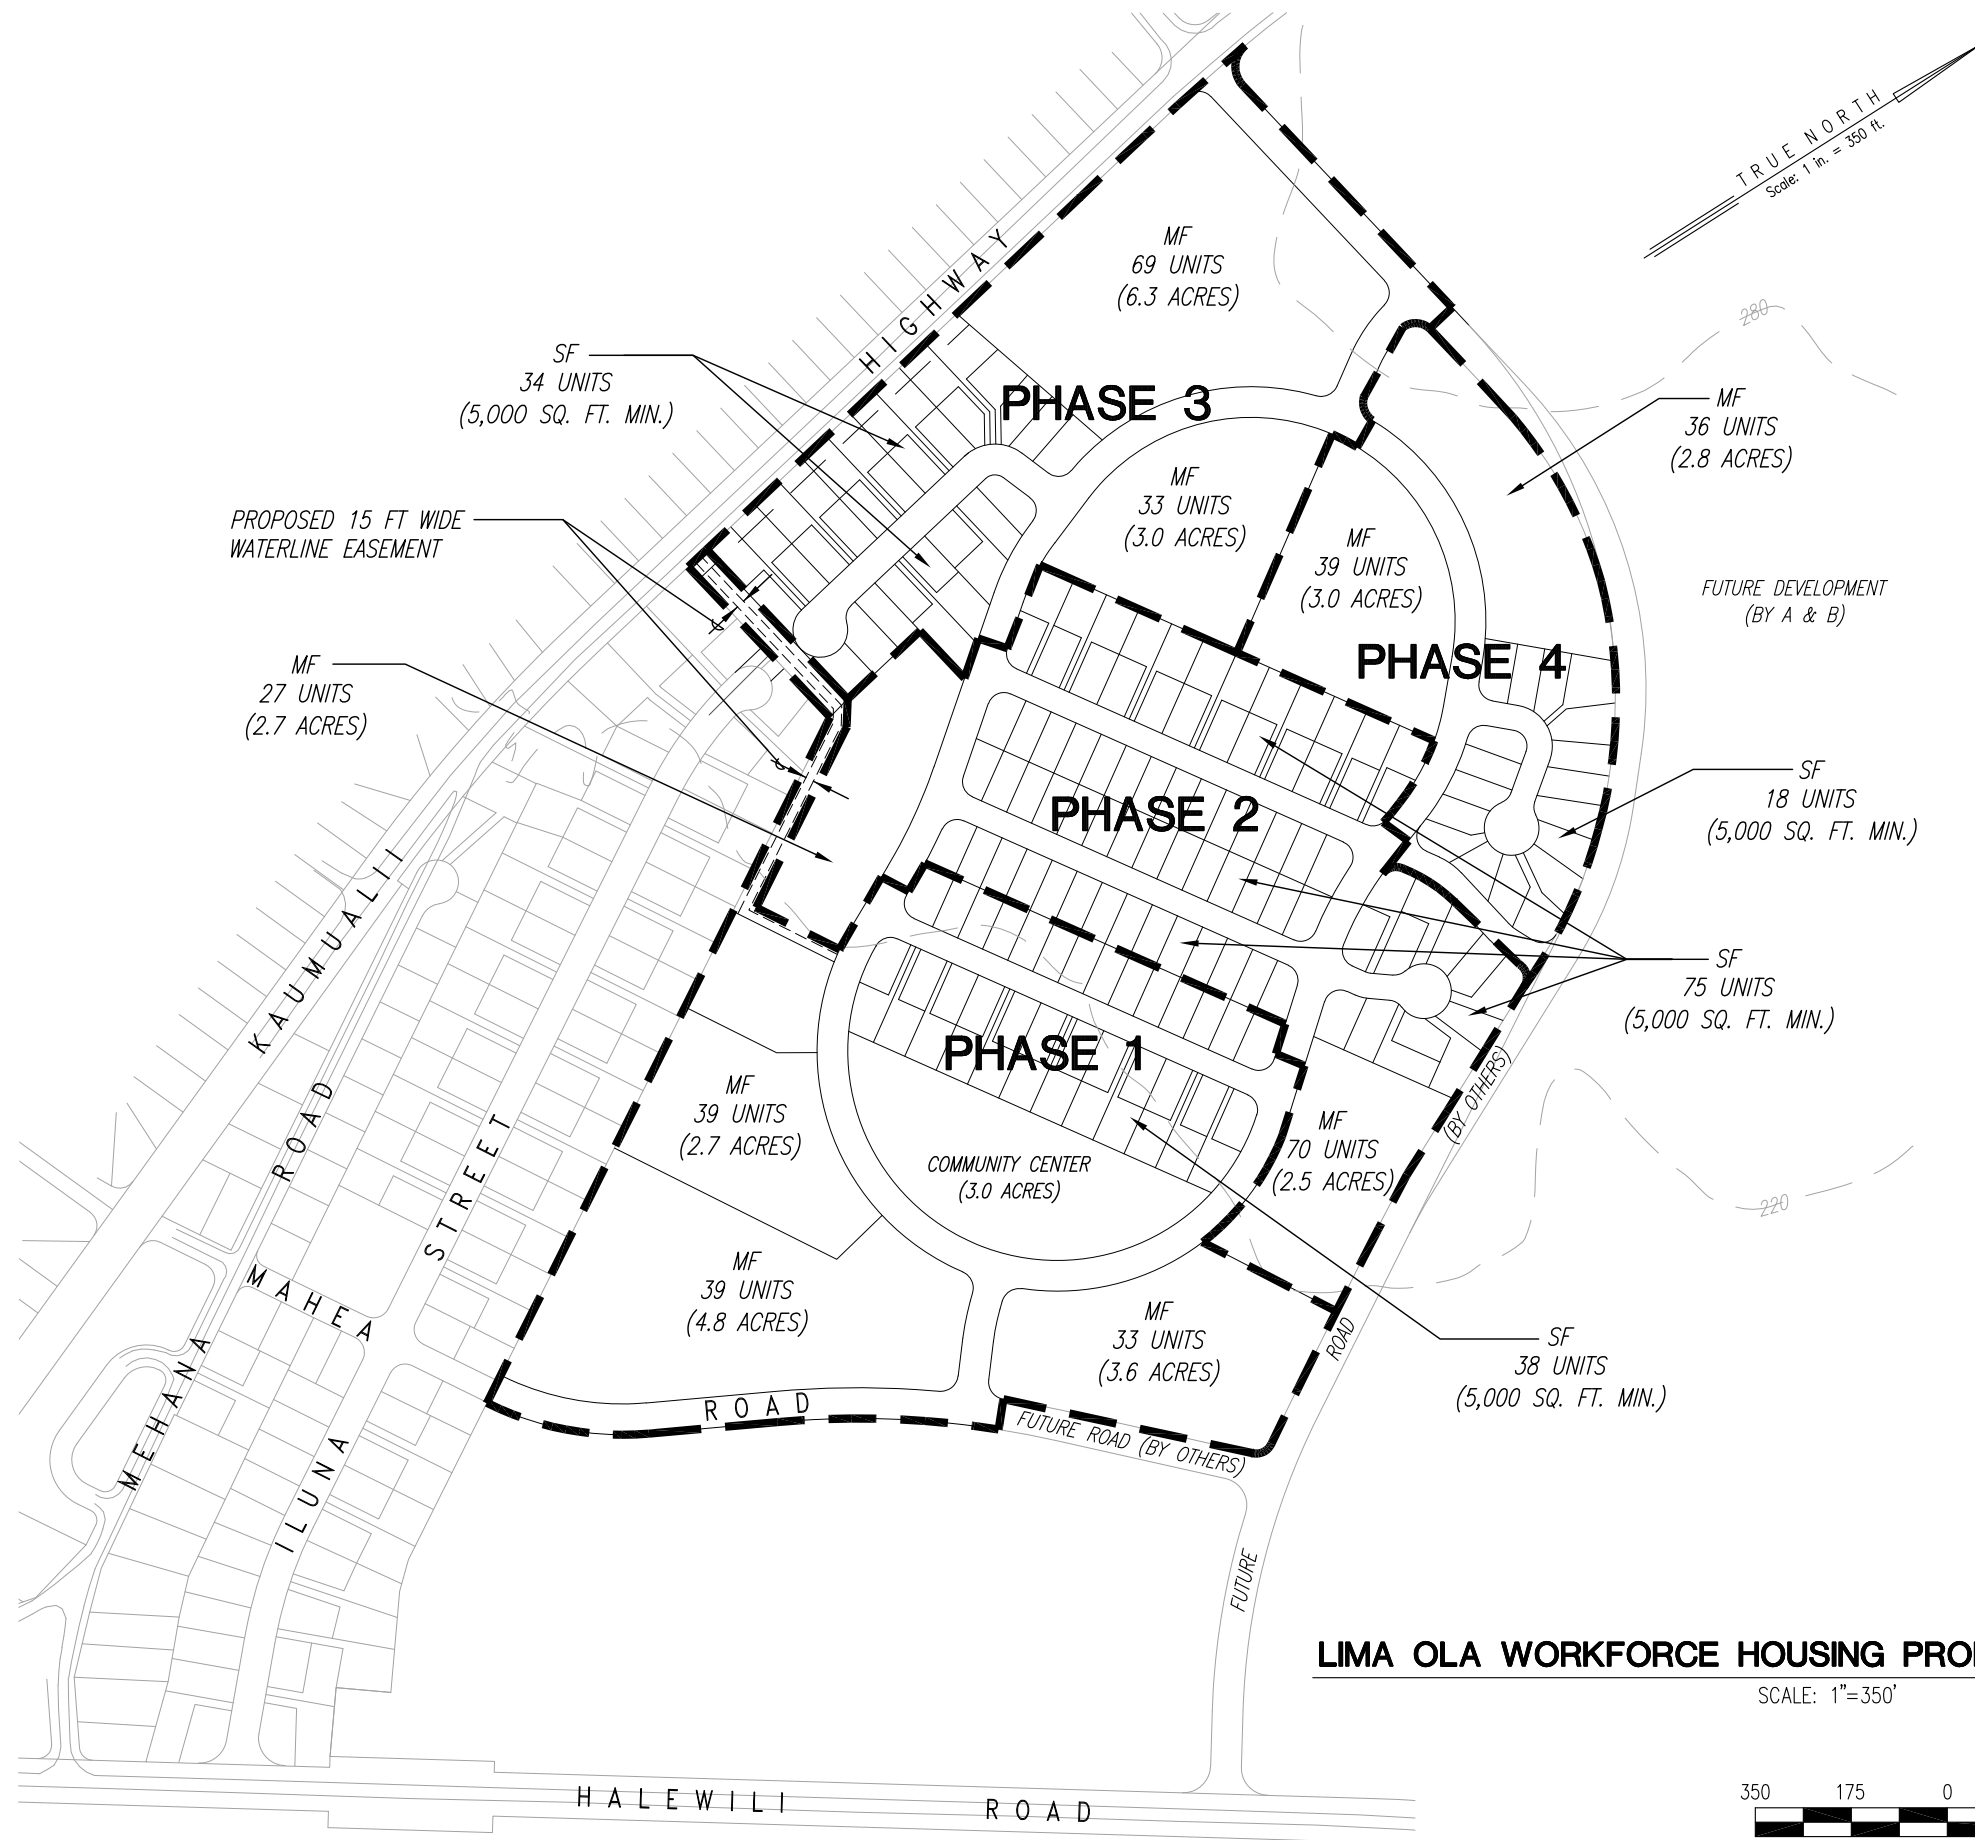 TRUE NORTH
Scale: 1 in. = 350 ft.
HIGHWAY
MF
69 UNITS
(6.3 ACRES)
280
SF
34 UNITS
(5,000 SQ. FT. MIN.)
PHASE 3
MF
36 UNITS
(2.8 ACRES)
MF
33 UNITS
(3.0 ACRES)
PROPOSED 15 FT WIDE
WATERLINE EASEMENT
MF
39 UNITS
(3.0 ACRES)
FUTURE DEVELOPMENT
(BY A & B)
MF
27 UNITS
(2.7 ACRES)
PHASE 4
SF
18 UNITS
(5,000 SQ. FT. MIN.)
PHASE 2
KAUMUALII
SF
75 UNITS
(5,000 SQ. FT. MIN.)
PHASE 1
(BY OTHERS)
MF
39 UNITS
(2.7 ACRES)
MF
70 UNITS
(2.5 ACRES)
COMMUNITY CENTER
(3.0 ACRES)
220
ROAD
STREET
MAHEA
MF
39 UNITS
(4.8 ACRES)
MF
33 UNITS
(3.6 ACRES)
ROAD
SF
38 UNITS
(5,000 SQ. FT. MIN.)
ROAD
FUTURE ROAD (BY OTHERS)
MEHANA
ILUNA
FUTURE
LIMA OLA WORKFORCE HOUSING
SCALE: 1"=350'
350 175 0
HALEWILI ROAD